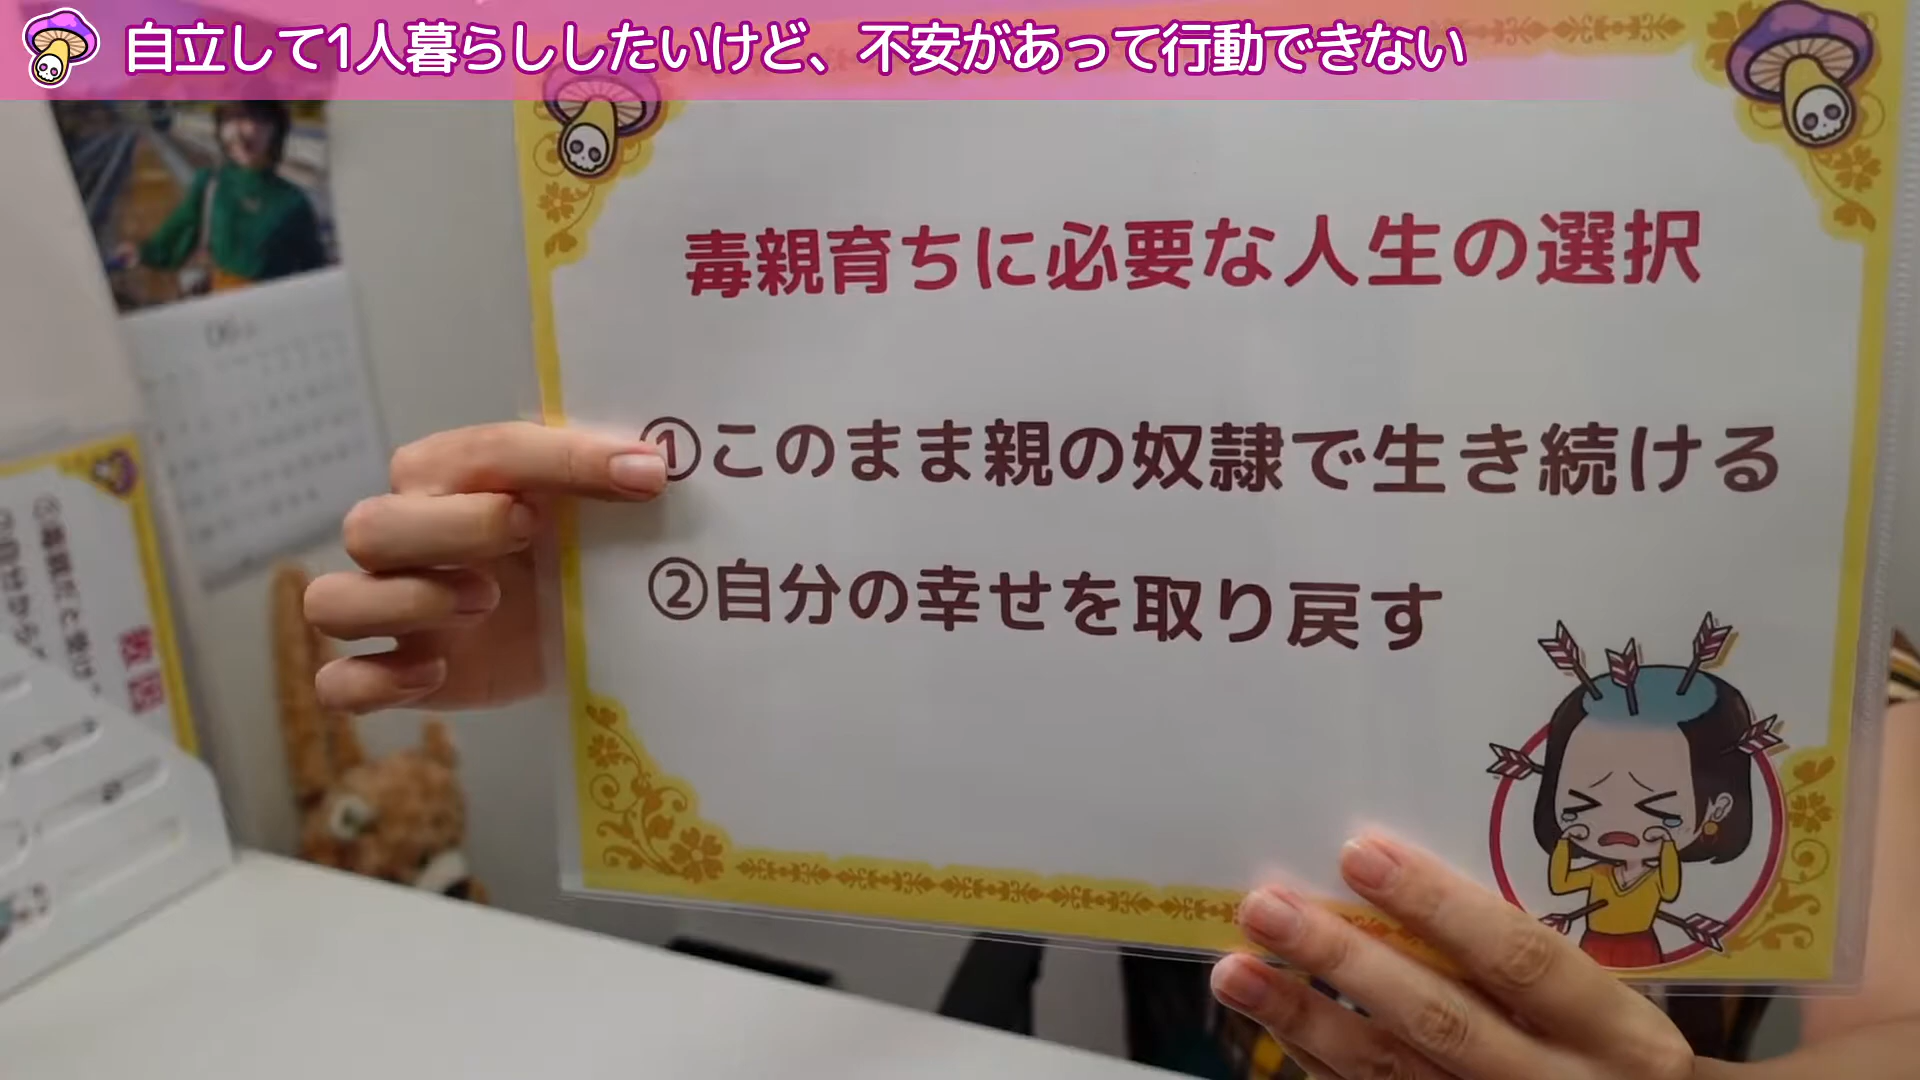 自立して1人暮らししたいけど、不安があって行動できない
毒親育ちに必要な人生の選択
①このまま親の奴隷で生き続ける
②自分の幸せを取り戻す